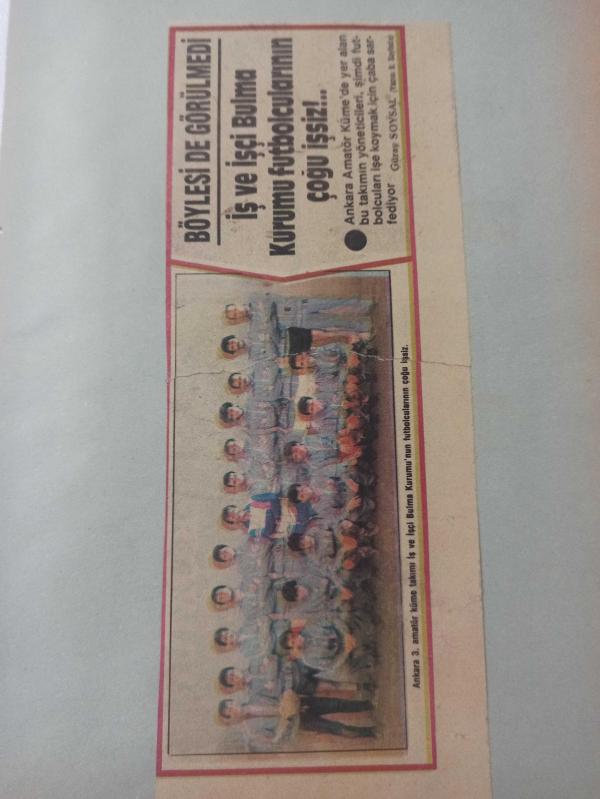 BÖYLESİ DE GÖRÜLMEDİ
İş ve İşçi Bulma
Kurumu futbolcularının
çoğu işsiz!...
● Ankara Amatör Küme'de yer alan
bu takımın yöneticileri, şimdi fut-
bolcuları işe koymak için çaba sar-
fediyor
Güray SOYSAL
Ankara 3. amatör küme takımı İş ve İşçi Bulma Kurumu'nun futbolcularının çoğu işsiz.